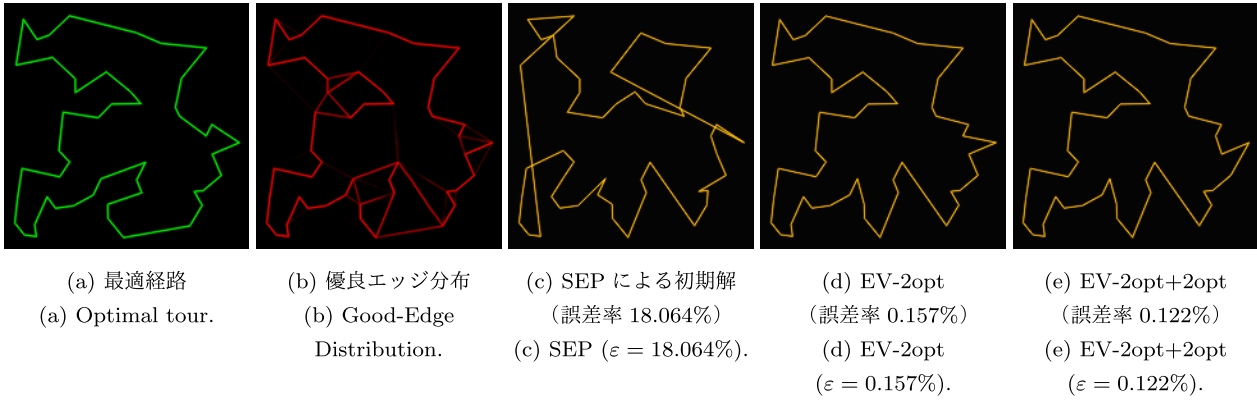 (a) 最適経路
(a) Optimal tour.
(b) 優良エッジ分布
(b) Good-Edge
Distribution.
(c) SEP による初期解
（誤差率 18.064%）
(c) SEP (ε = 18.064%).
(d) EV-2opt
（誤差率 0.157%）
(d) EV-2opt
(ε = 0.157%).
(e) EV-2opt+2opt
（誤差率 0.122%）
(e) EV-2opt+2opt
(ε = 0.122%).